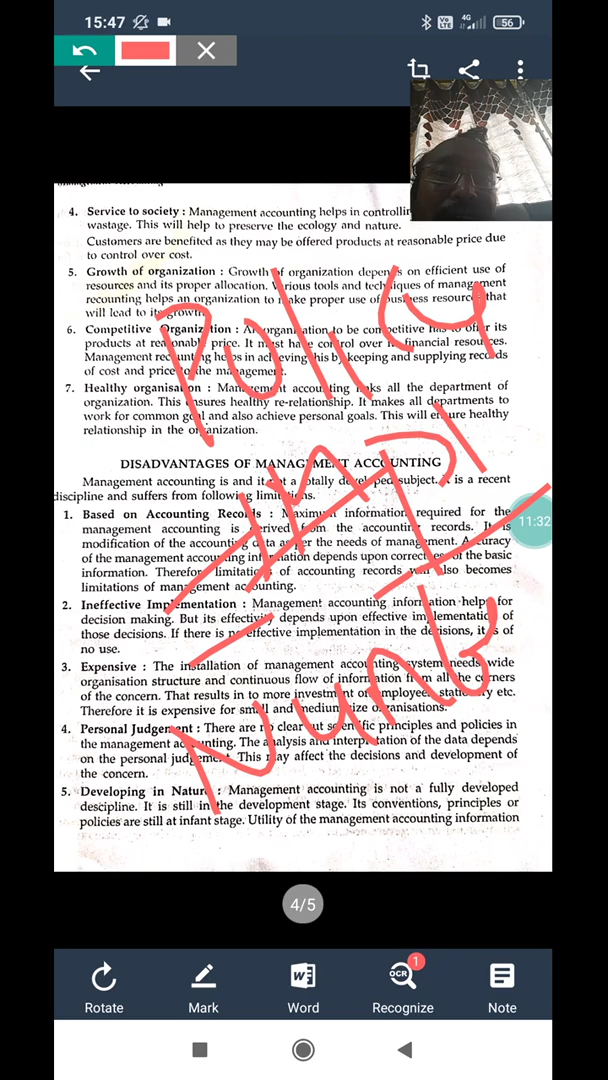 15:47
4G
56
4. Service to society : Management accounting helps in controllin
wastage. This will help to preserve the ecology and nature.
Customers are benefited as they may be offered products at reasonable price due
to control over cost.
5. Growth of organization : Growth of organization depends on efficient use of
resources and its proper allocation. Various tools and techniques of management
recounting helps an organization to make proper use of business resources that
will lead to its growth.
6. Competitive Organization : An organization to be competitive has to offer its
products at reasonable price. It must have control over its financial resources.
Management recounting helps in achieving this by keeping and supplying records
of cost and price to the management.
7. Healthy organisation : Management accounting links all the department of
organization. This ensures healthy re-relationship. It makes all departments to
work for common goal and also achieve personal goals. This will ensure healthy
relationship in the organization.
POLICY
DISADVANTAGES OF MANAGEMENT ACCOUNTING
Management accounting is and it not a totally developed subject. It is a recent
discipline and suffers from following limitations.
1. Based on Accounting Records : Maximum information required for the
management accounting is derived from the accounting records. It is
modification of the accounting data as per the needs of management. Accuracy
of the management accounting information depends upon correctness of the basic
information. Therefore limitations of accounting records will also becomes
limitations of management accounting.
11:32
2. Ineffective Implementation : Management accounting information helps for
decision making. But its effectivity depends upon effective implementation of
those decisions. If there is no effective implementation in the decisions, it is of
no use.
3. Expensive : The installation of management accounting system needs wide
organisation structure and continuous flow of information from all the corners
of the concern. That results in to more investment of employees, stationary etc.
Therefore it is expensive for small and medium size organisations.
4. Personal Judgement : There are no clear cut scientific principles and policies in
the management accounting. The analysis and interpretation of the data depends
on the personal judgement. This may affect the decisions and development of
the concern.
5. Developing in Nature : Management accounting is not a fully developed
descipline. It is still in the development stage. Its conventions, principles or
policies are still at infant stage. Utility of the management accounting information
4/5
Rotate
Mark
Word
OCR
1
Recognize
Note